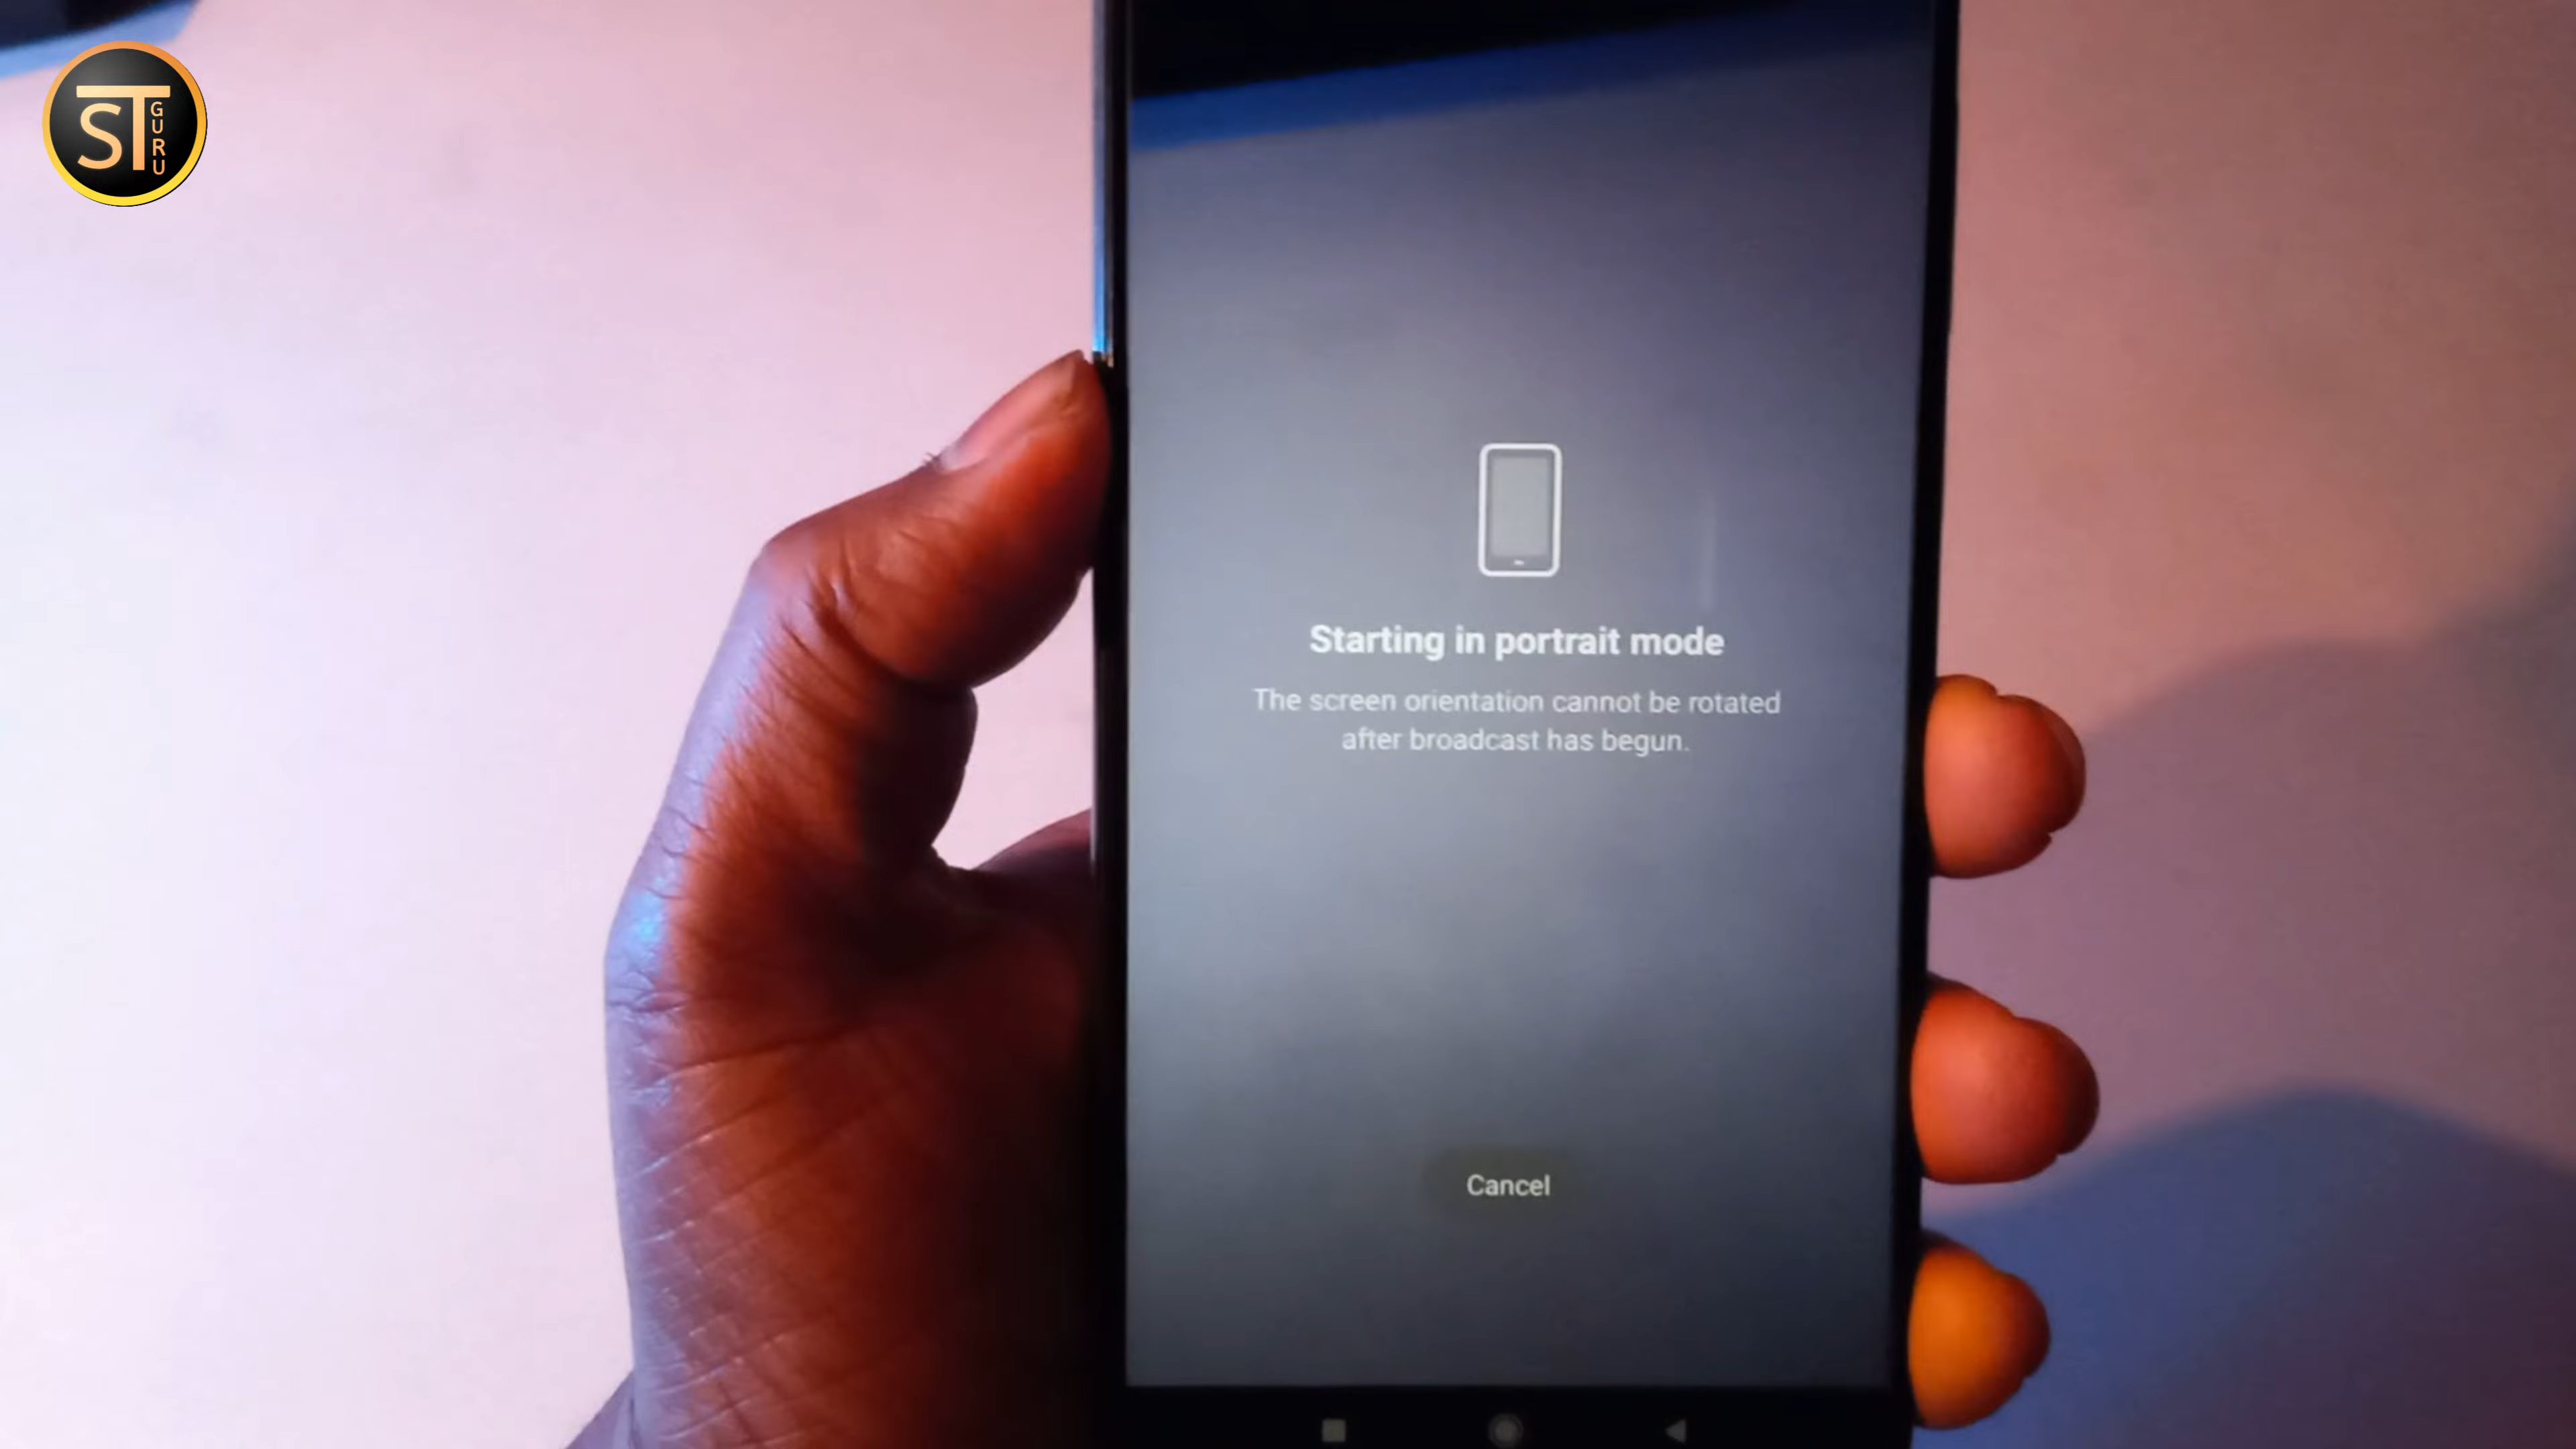 ST GURU
Starting in portrait mode
The screen orientation cannot be rotated
after broadcast has begun.
Cancel